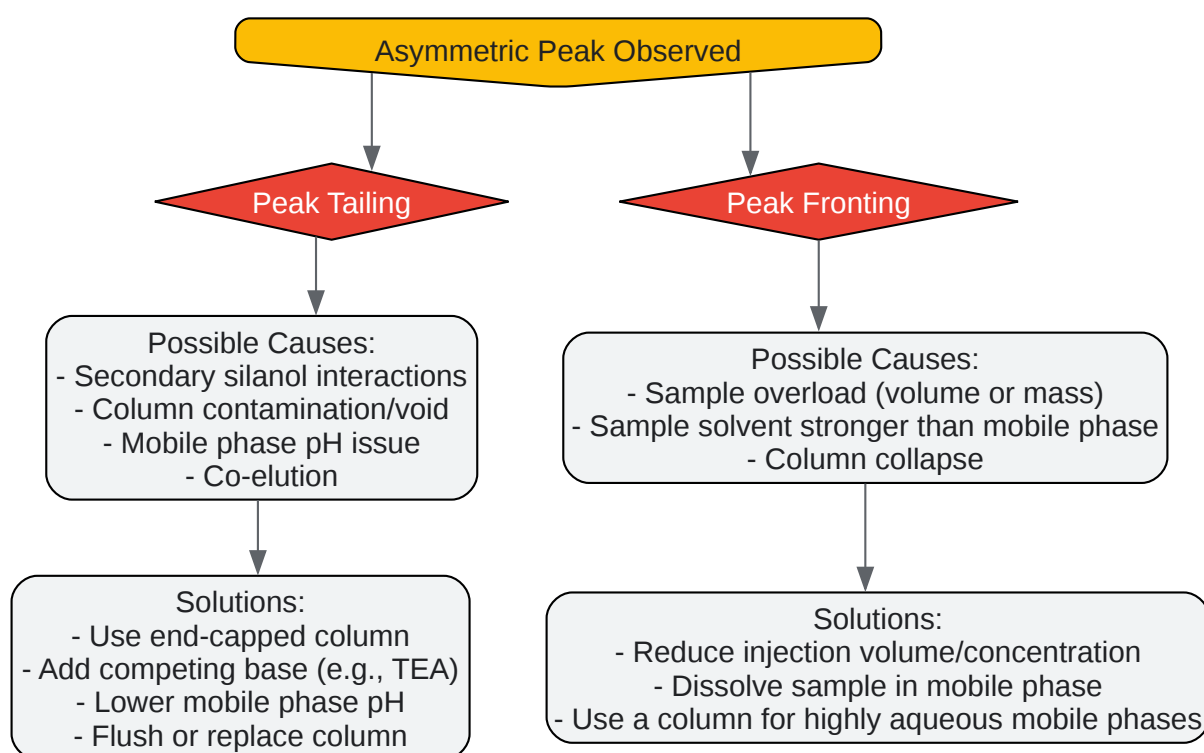 Asymmetric Peak Observed
Peak Tailing
Peak Fronting
Possible Causes:
- Secondary silanol interactions
- Column contamination/void
- Mobile phase pH issue
- Co-elution
Possible Causes:
- Sample overload (volume or mass)
- Sample solvent stronger than mobile phase
- Column collapse
Solutions:
- Use end-capped column
- Add competing base (e.g., TEA)
- Lower mobile phase pH
- Flush or replace column
Solutions:
- Reduce injection volume/concentration
- Dissolve sample in mobile phase
- Use a column for highly aqueous mobile phases